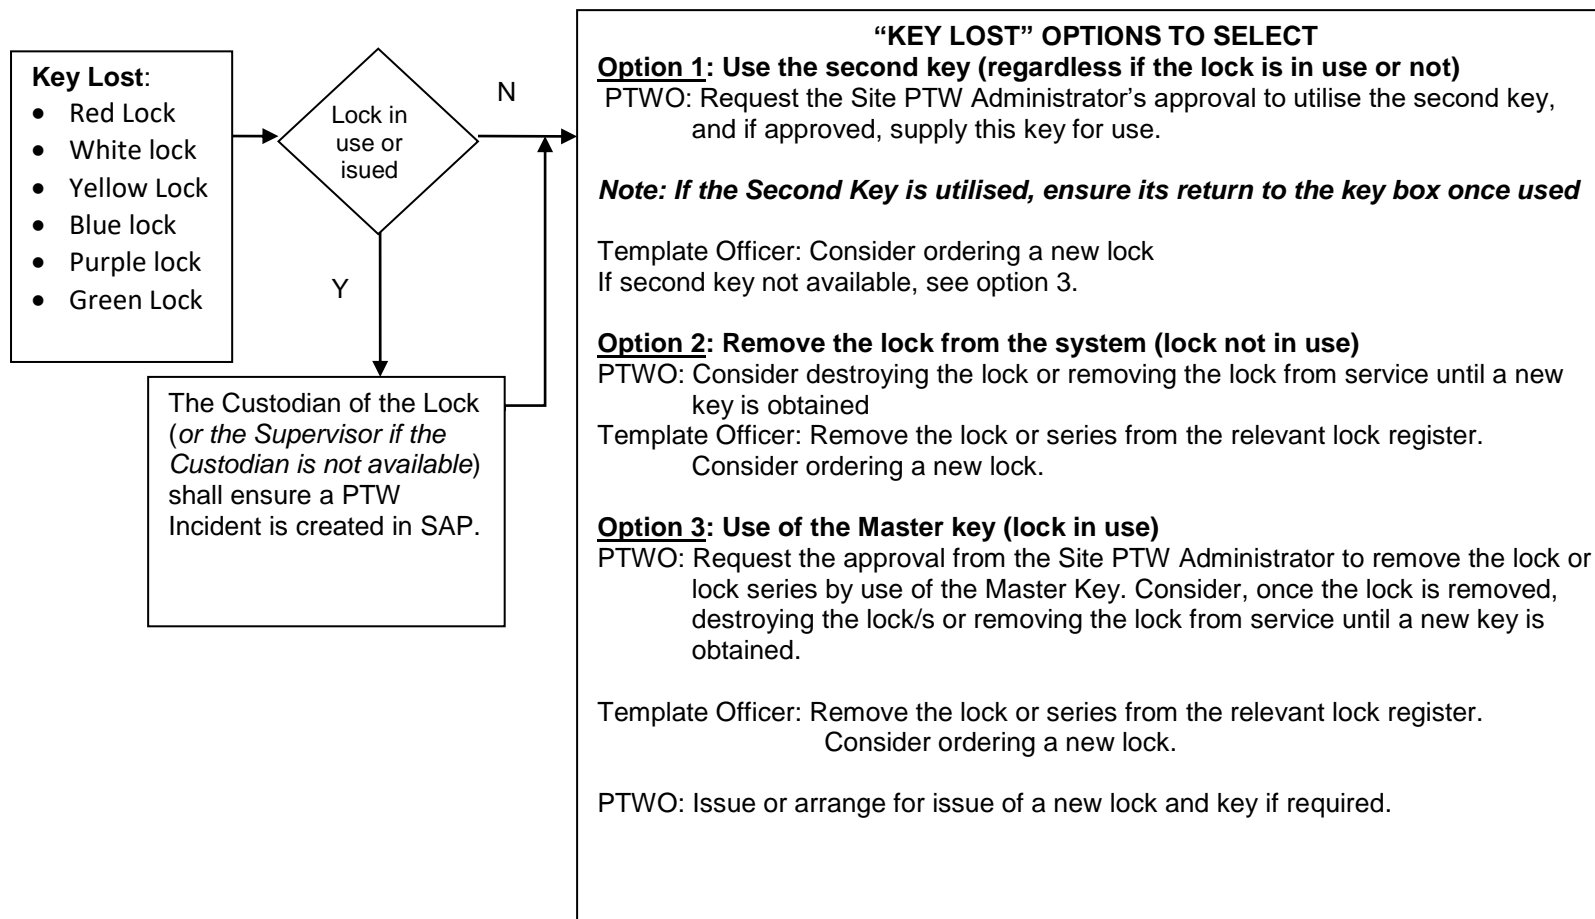 Key Lost:
• Red Lock
• White lock
• Yellow Lock
• Blue lock
• Purple lock
• Green Lock
Lock in
use or
isued
N
Y
The Custodian of the Lock
(or the Supervisor if the
Custodian is not available)
shall ensure a PTW
Incident is created in SAP.
“KEY LOST” OPTIONS TO SELECT
Option 1: Use the second key (regardless if the lock is in use or not)
PTWO: Request the Site PTW Administrator’s approval to utilise the second key,
and if approved, supply this key for use.
Note: If the Second Key is utilised, ensure its return to the key box once used
Template Officer: Consider ordering a new lock
If second key not available, see option 3.
Option 2: Remove the lock from the system (lock not in use)
PTWO: Consider destroying the lock or removing the lock from service until a new
key is obtained
Template Officer: Remove the lock or series from the relevant lock register.
Consider ordering a new lock.
Option 3: Use of the Master key (lock in use)
PTWO: Request the approval from the Site PTW Administrator to remove the lock or
lock series by use of the Master Key. Consider, once the lock is removed,
destroying the lock/s or removing the lock from service until a new key is
obtained.
Template Officer: Remove the lock or series from the relevant lock register.
Consider ordering a new lock.
PTWO: Issue or arrange for issue of a new lock and key if required.